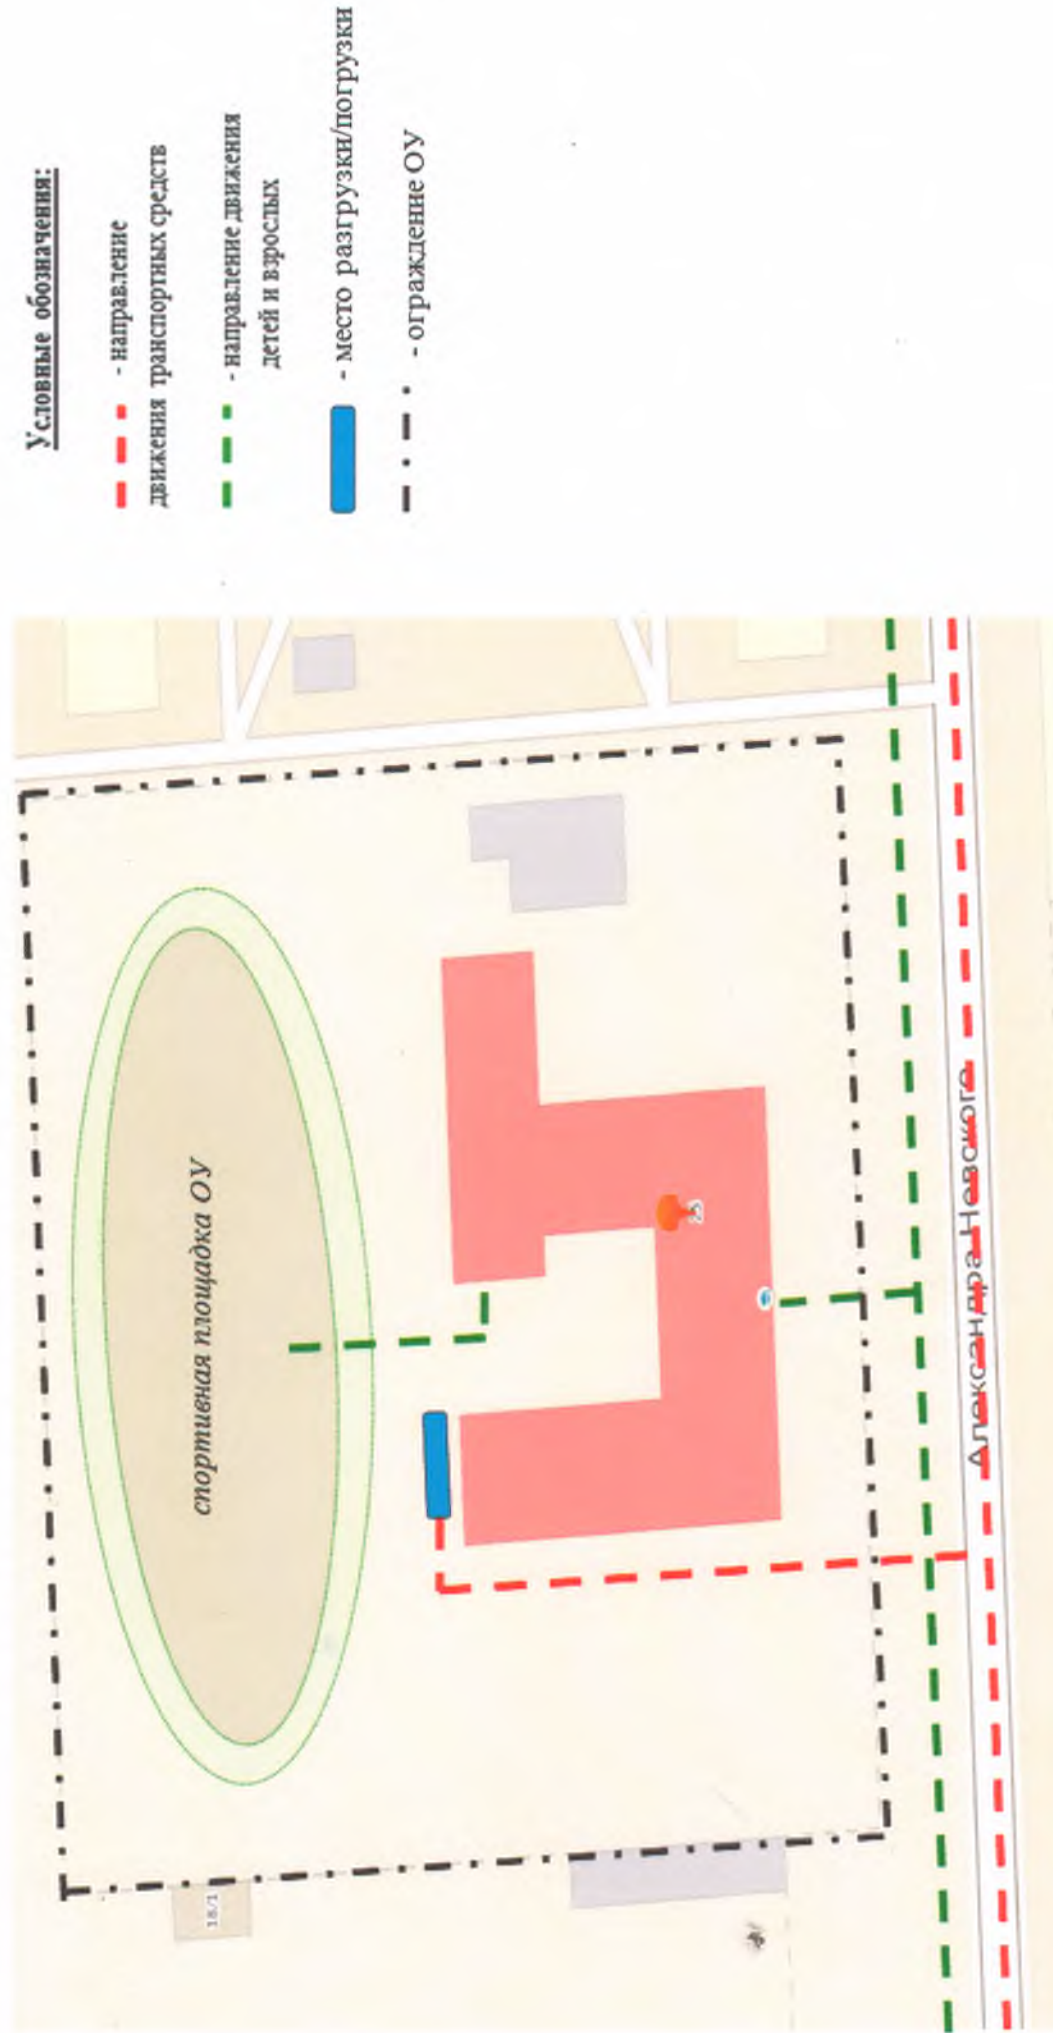 Условные обозначения:
- направление
движения транспортных средств
- направление движения
детей и взрослых
- место разгрузки/погрузки
- ограждение ОУ
спортивная площадка ОУ
18/1
Александра Невского